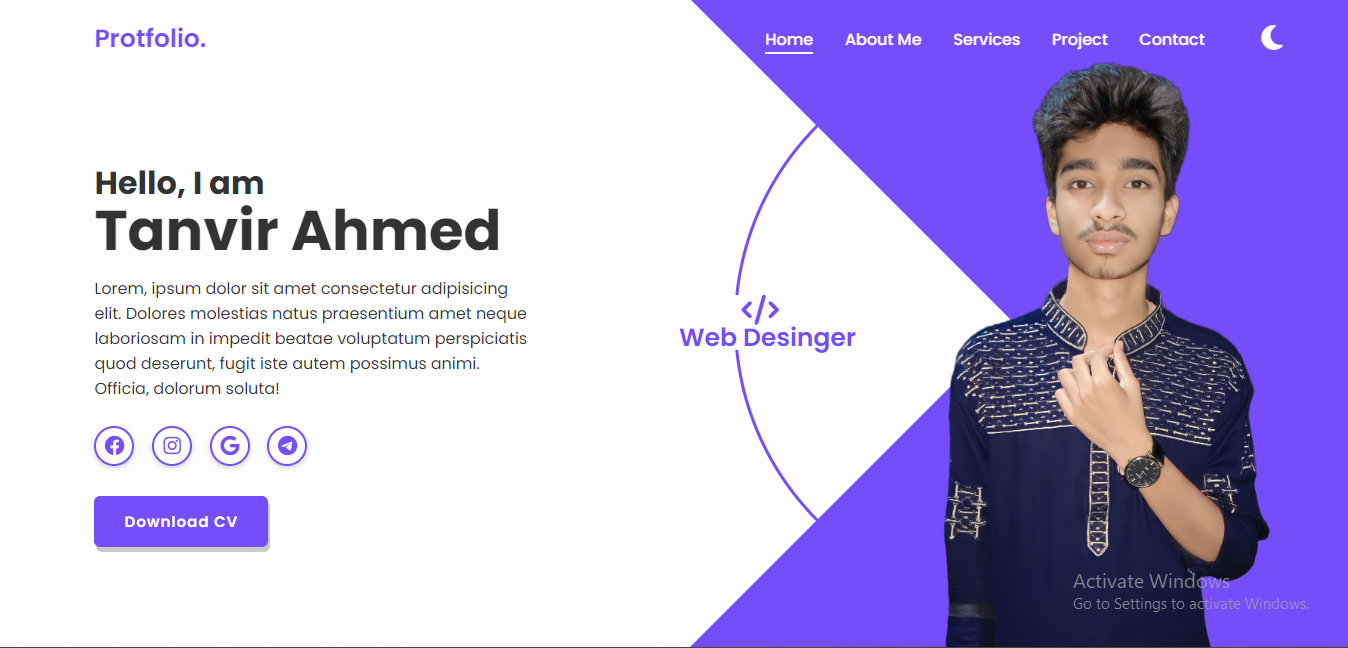 Protfolio.
Home About Me Services Project Contact
Hello, I am
Tanvir Ahmed
Lorem, ipsum dolor sit amet consectetur adipisicing
elit. Dolores molestias natus praesentium amet neque
laboriosam in impedit beatae voluptatum perspiciatis
quod deserunt, fugit iste autem possimus animi.
Officia, dolorum soluta!
Download CV
</>
Web Desinger
Activate Windows
Go to Settings to activate Windows.